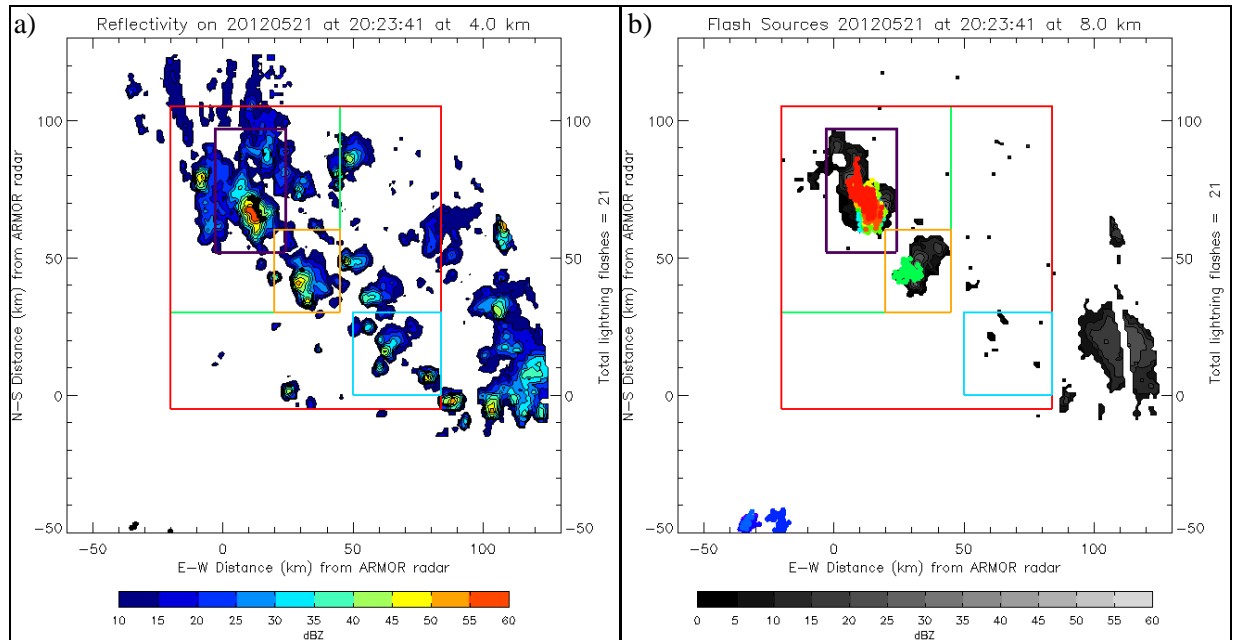 a) Reflectivity on 20120521 at 20:23:41 at 4.0 km
N-S Distance (km) from ARMOR radar
100
50
0
-50
100
50
0
-50
Total lightning flashes = 21
-50 0 50 100
E-W Distance (km) from ARMOR radar
10 15 20 25 30 35 40 45 50 55 60
dBZ
b) Flash Sources 20120521 at 20:23:41 at 8.0 km
N-S Distance (km) from ARMOR radar
100
50
0
-50
100
50
0
-50
Total lightning flashes = 21
-50 0 50 100
E-W Distance (km) from ARMOR radar
0 5 10 15 20 25 30 35 40 45 50 55 60
dBZ